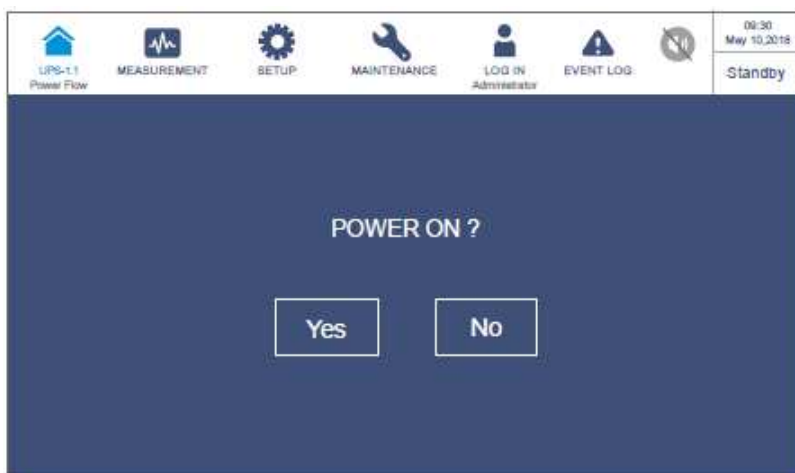 UPS-1.1
Power Flow
MEASUREMENT
SETUP
MAINTENANCE
LOG IN
Administrator
EVENT LOG
09:30
May 10,2018
Standby
POWER ON ?
Yes
No